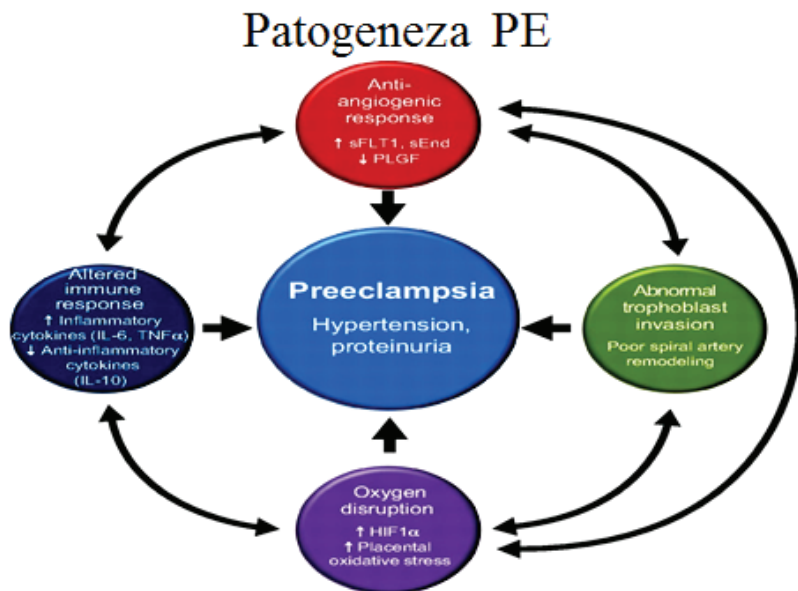 Patogeneza PE
Anti-
angiogenic
response
↑ sFLT1, sEnd
↓ PLGF
Altered
immune
response
↑ Inflammatory
cytokines (IL-6, TNFα)
↓ Anti-inflammatory
cytokines
(IL-10)
Preeclampsia
Hypertension,
proteinuria
Abnormal
trophoblast
invasion
Poor spiral artery
remodeling
Oxygen
disruption
↑ HIF1α
↑ Placental
oxidative stress